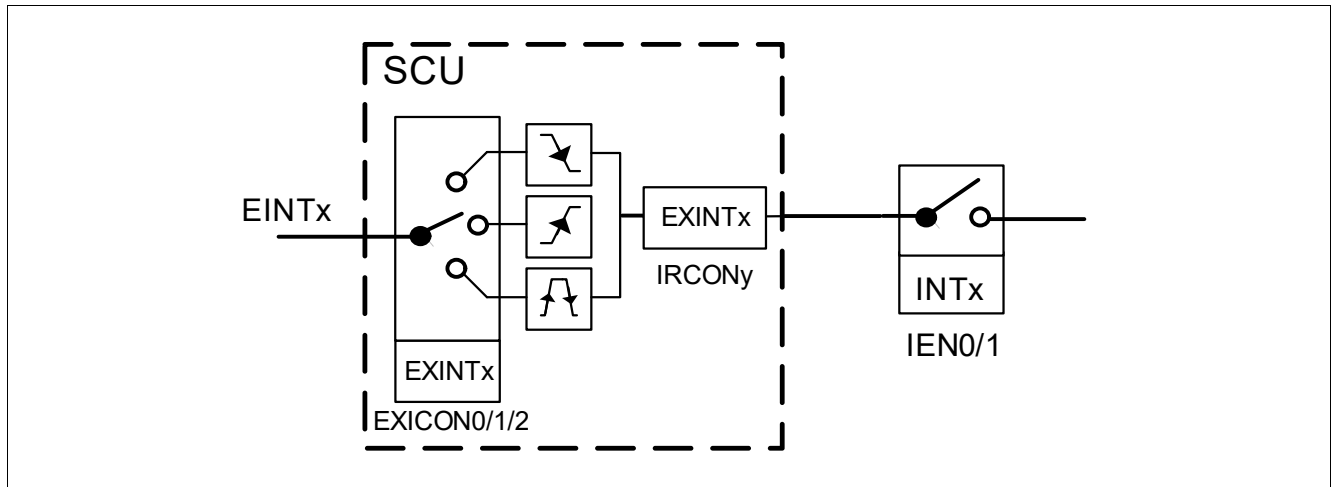 SCU
EINTx
EXINTx
IRCONy
INTx
IEN0/1
EXINTx
EXICON0/1/2